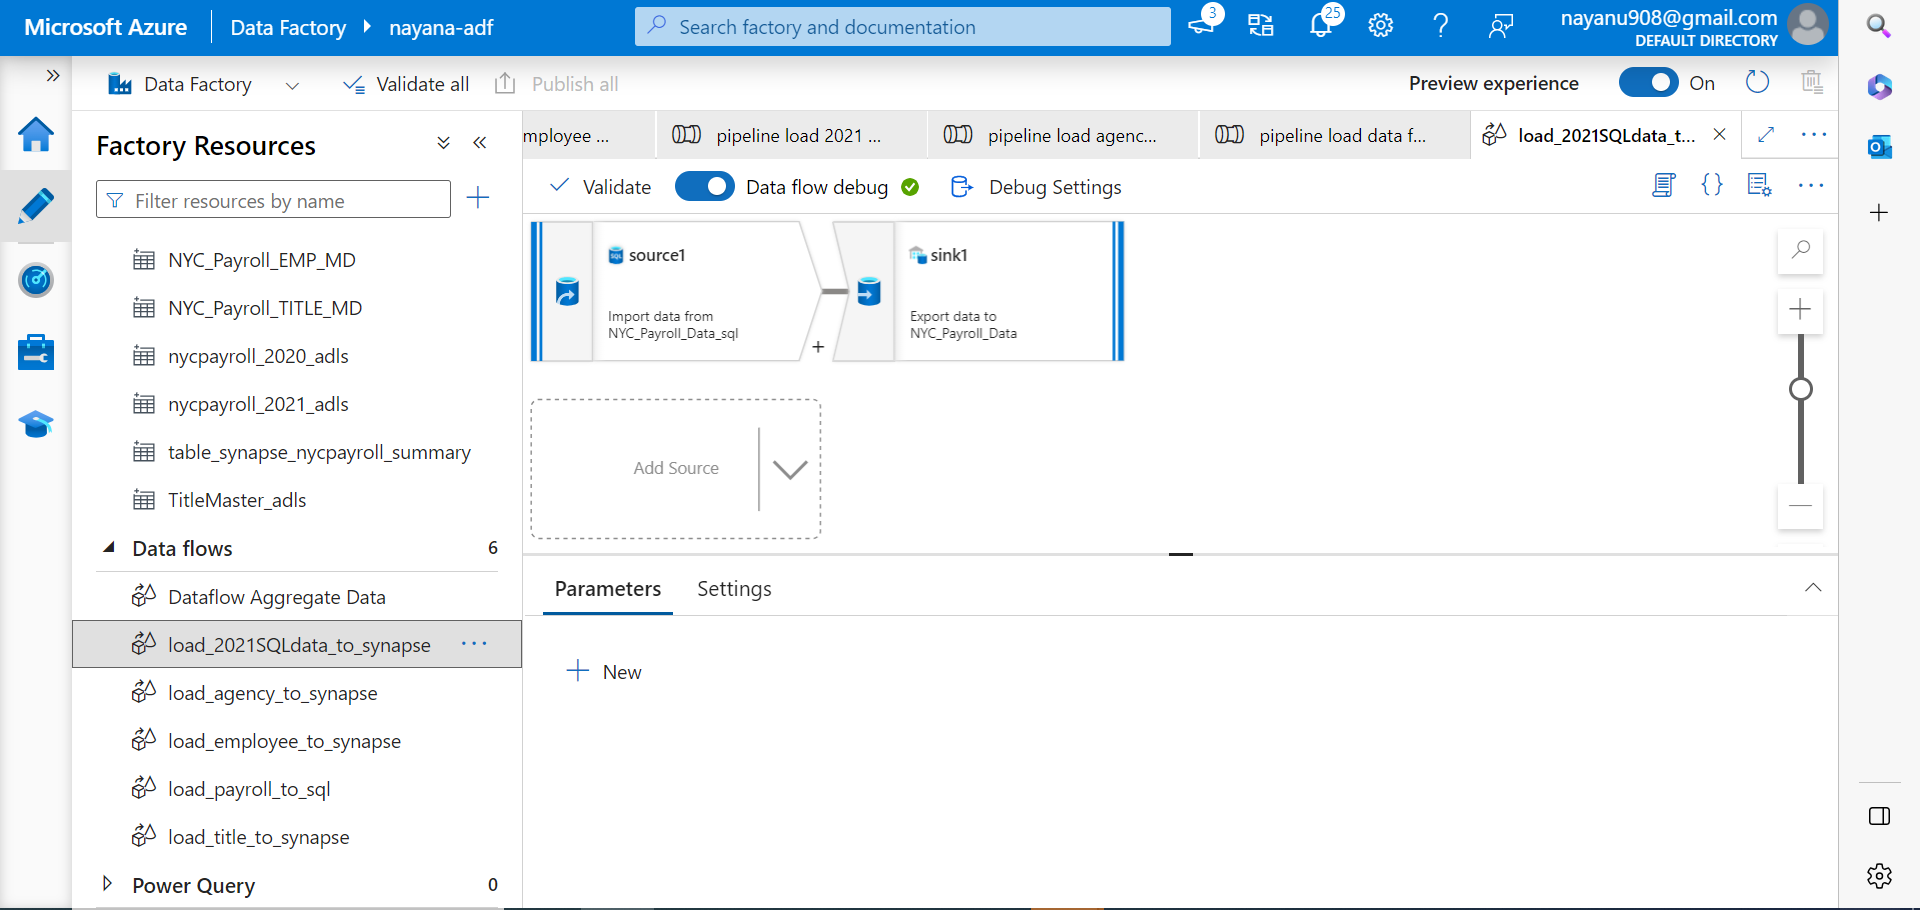 Microsoft Azure
Data Factory
nayana-adf
Search factory and documentation
3
25
nayanu908@gmail.com
DEFAULT DIRECTORY
Data Factory
Validate all
Publish all
Preview experience
On
Factory Resources
Filter resources by name
NYC_Payroll_EMP_MD
NYC_Payroll_TITLE_MD
nycpayroll_2020_adls
nycpayroll_2021_adls
table_synapse_nycpayroll_summary
TitleMaster_adls
Data flows
6
Dataflow Aggregate Data
load_2021SQLdata_to_synapse
load_agency_to_synapse
load_employee_to_synapse
load_payroll_to_sql
load_title_to_synapse
Power Query
0
mployee ...
pipeline load 2021 ...
pipeline load agenc...
pipeline load data f...
load_2021SQLdata_t...
Validate
Data flow debug
Debug Settings
source1
Import data from
NYC_Payroll_Data_sql
sink1
Export data to
NYC_Payroll_Data
Add Source
Parameters
Settings
New